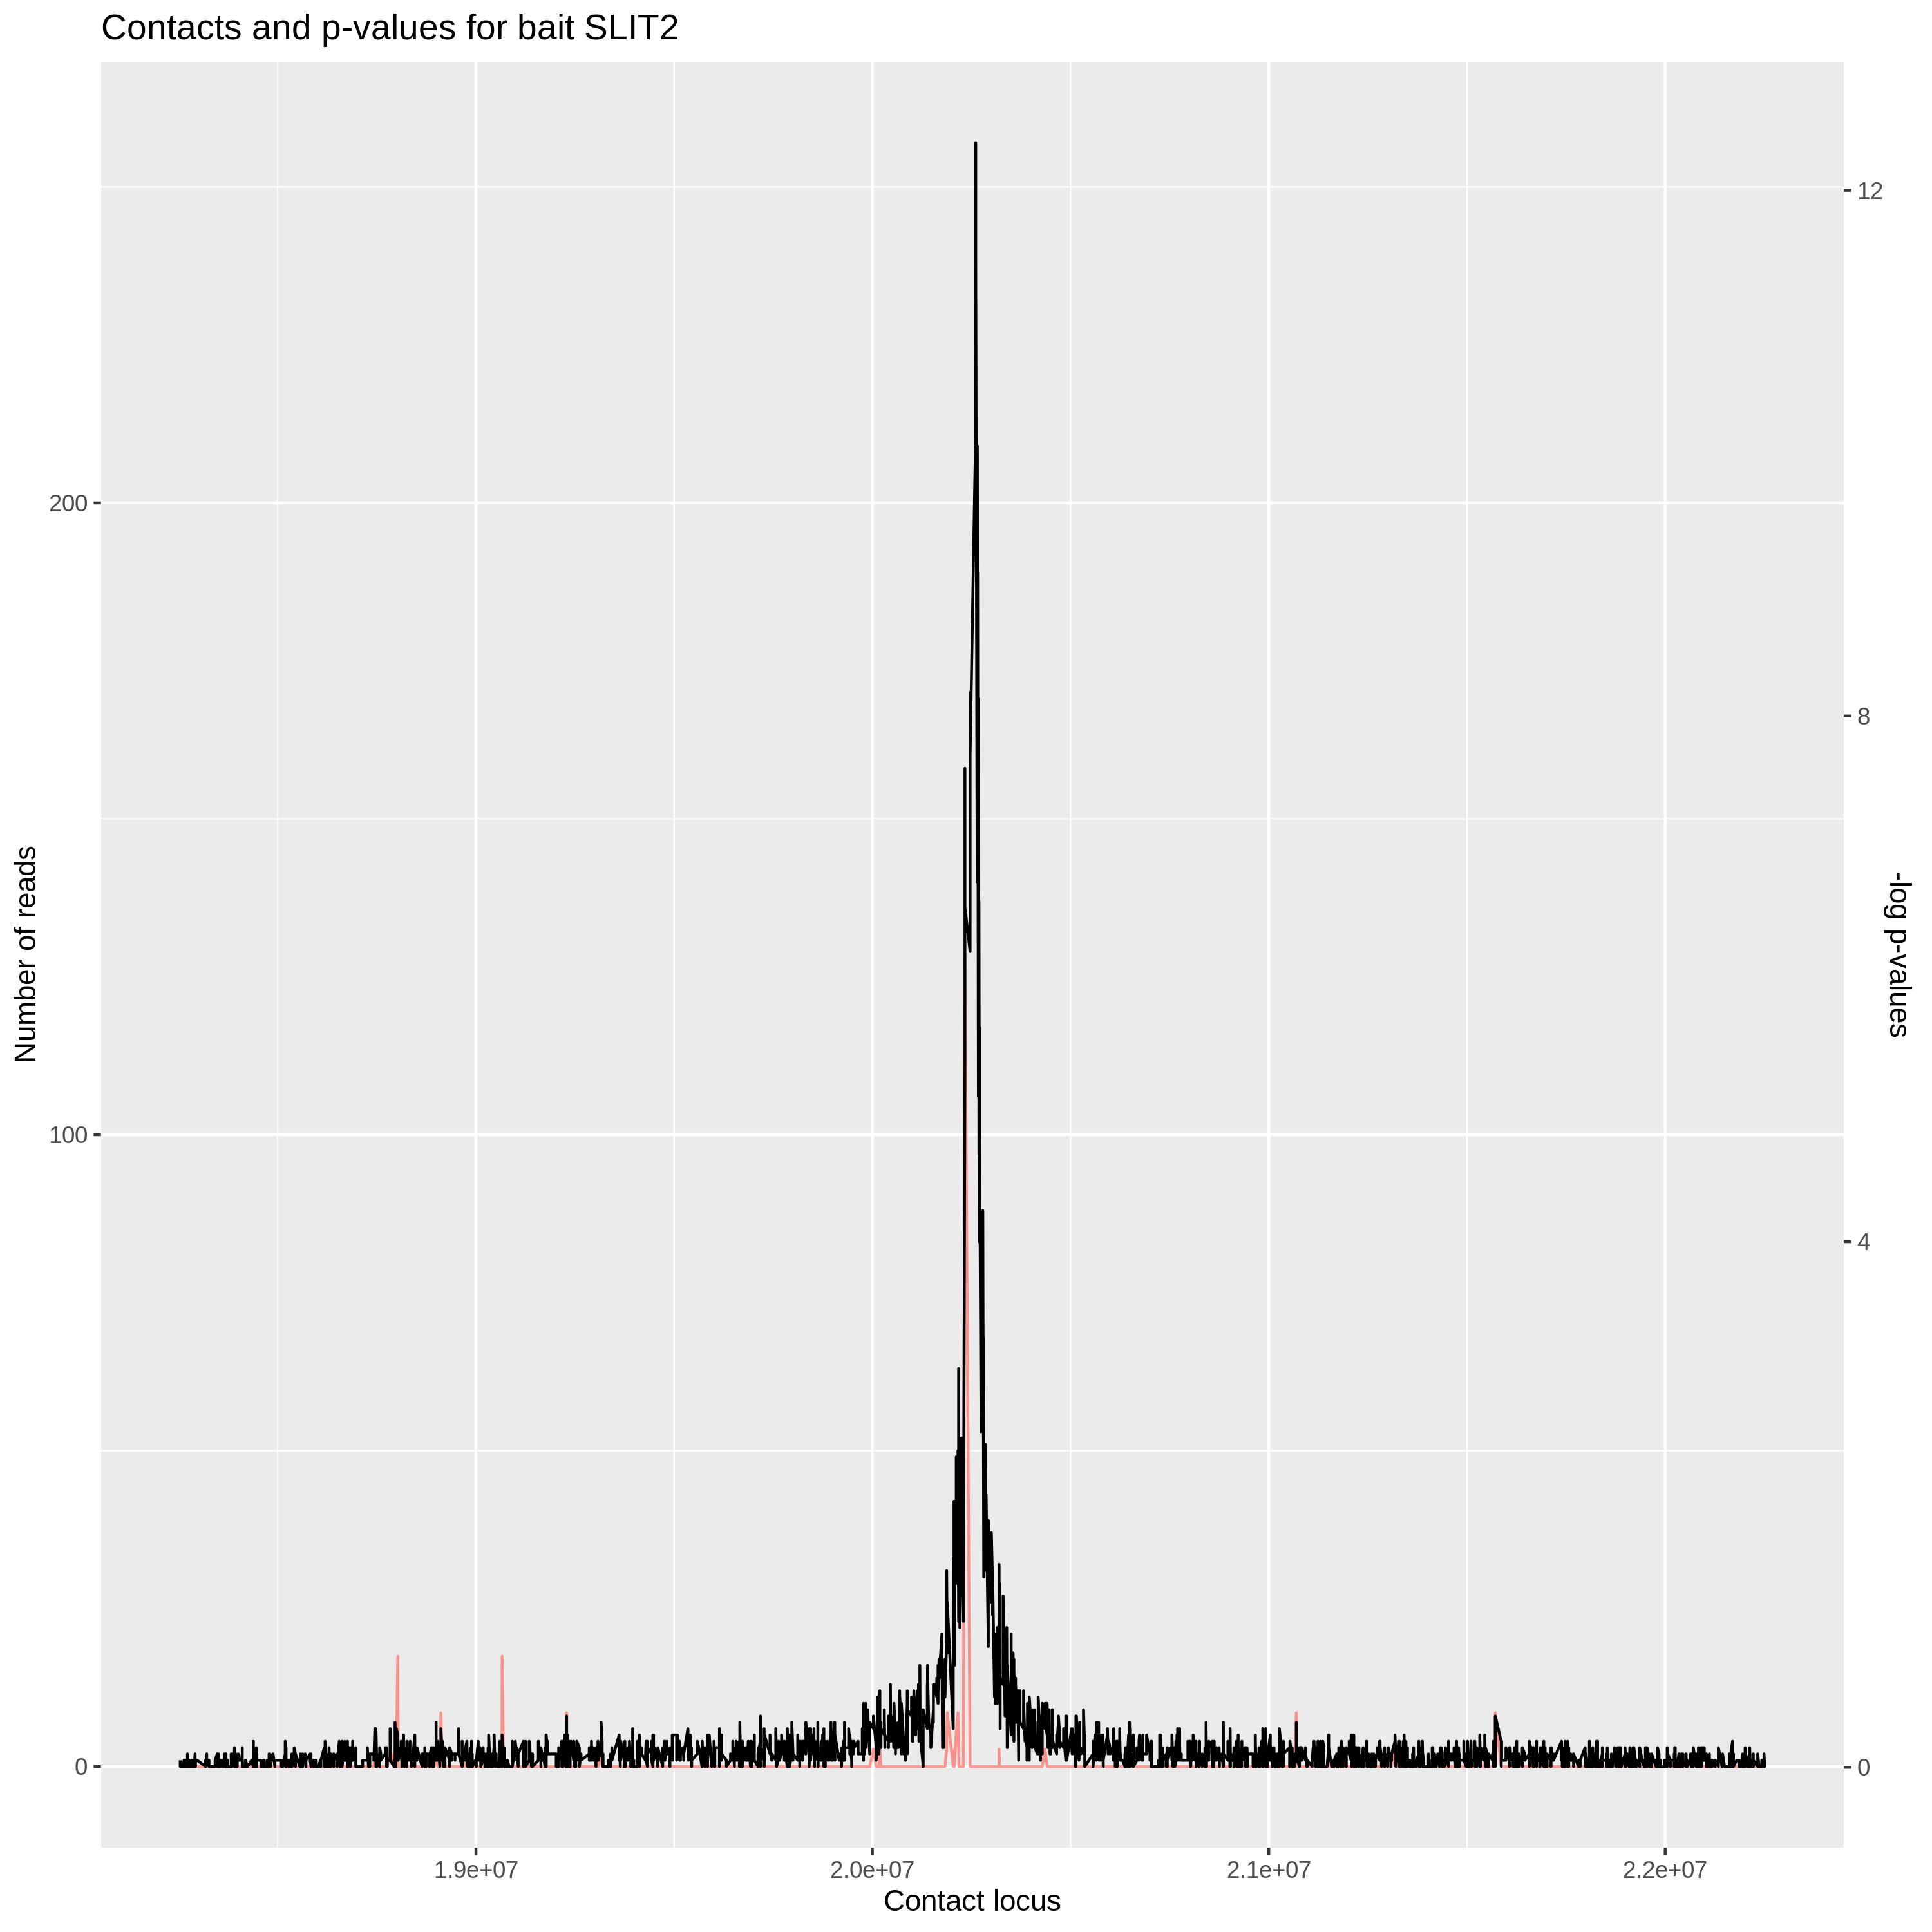 Contacts and p-values for bait SLIT2
12
200
8
Number of reads
-log p-values
100
4
0
0
1.9e+07
2.0e+07
2.1e+07
2.2e+07
Contact locus